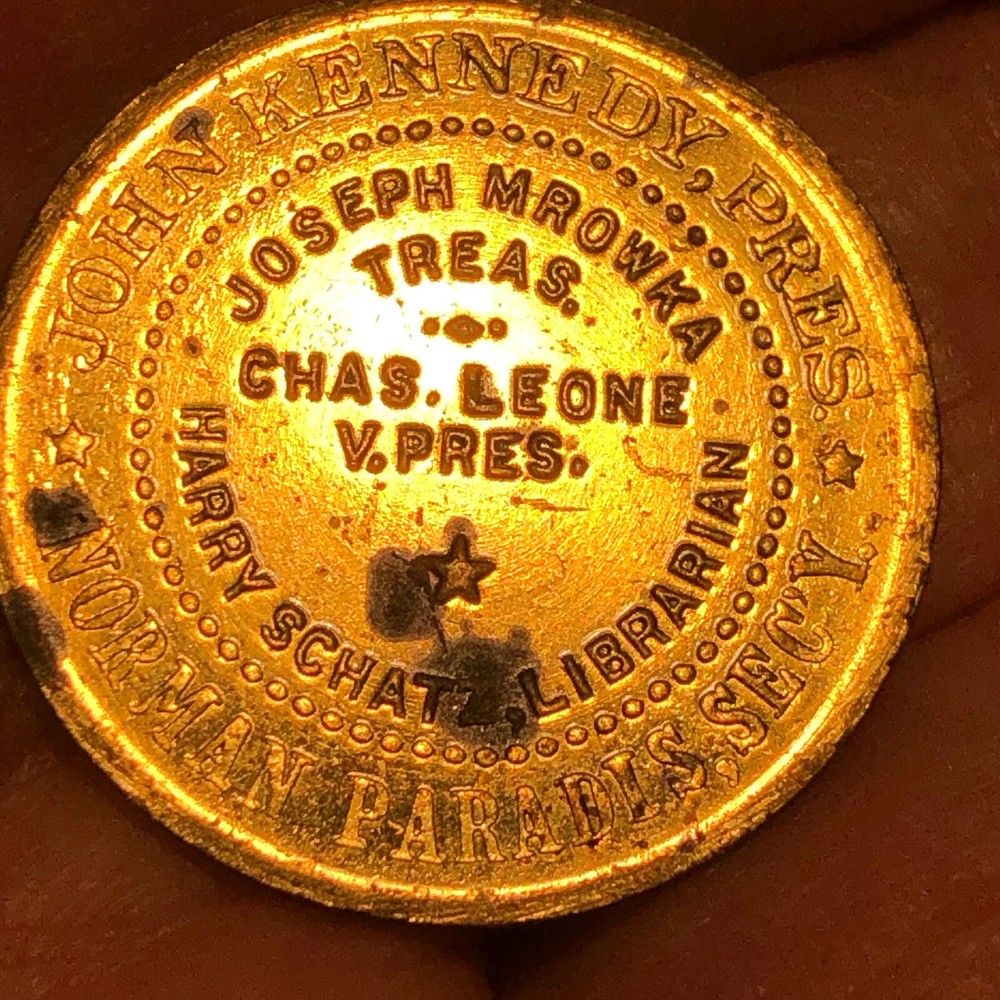 JOHN KENNEDY, PRES.
JOSEPH MROWKA
TREAS.
CHAS. LEONE
V.PRES.
HARRY SCHATZ, LIBRARIAN
NORMAN PARADIS, SEC'Y.